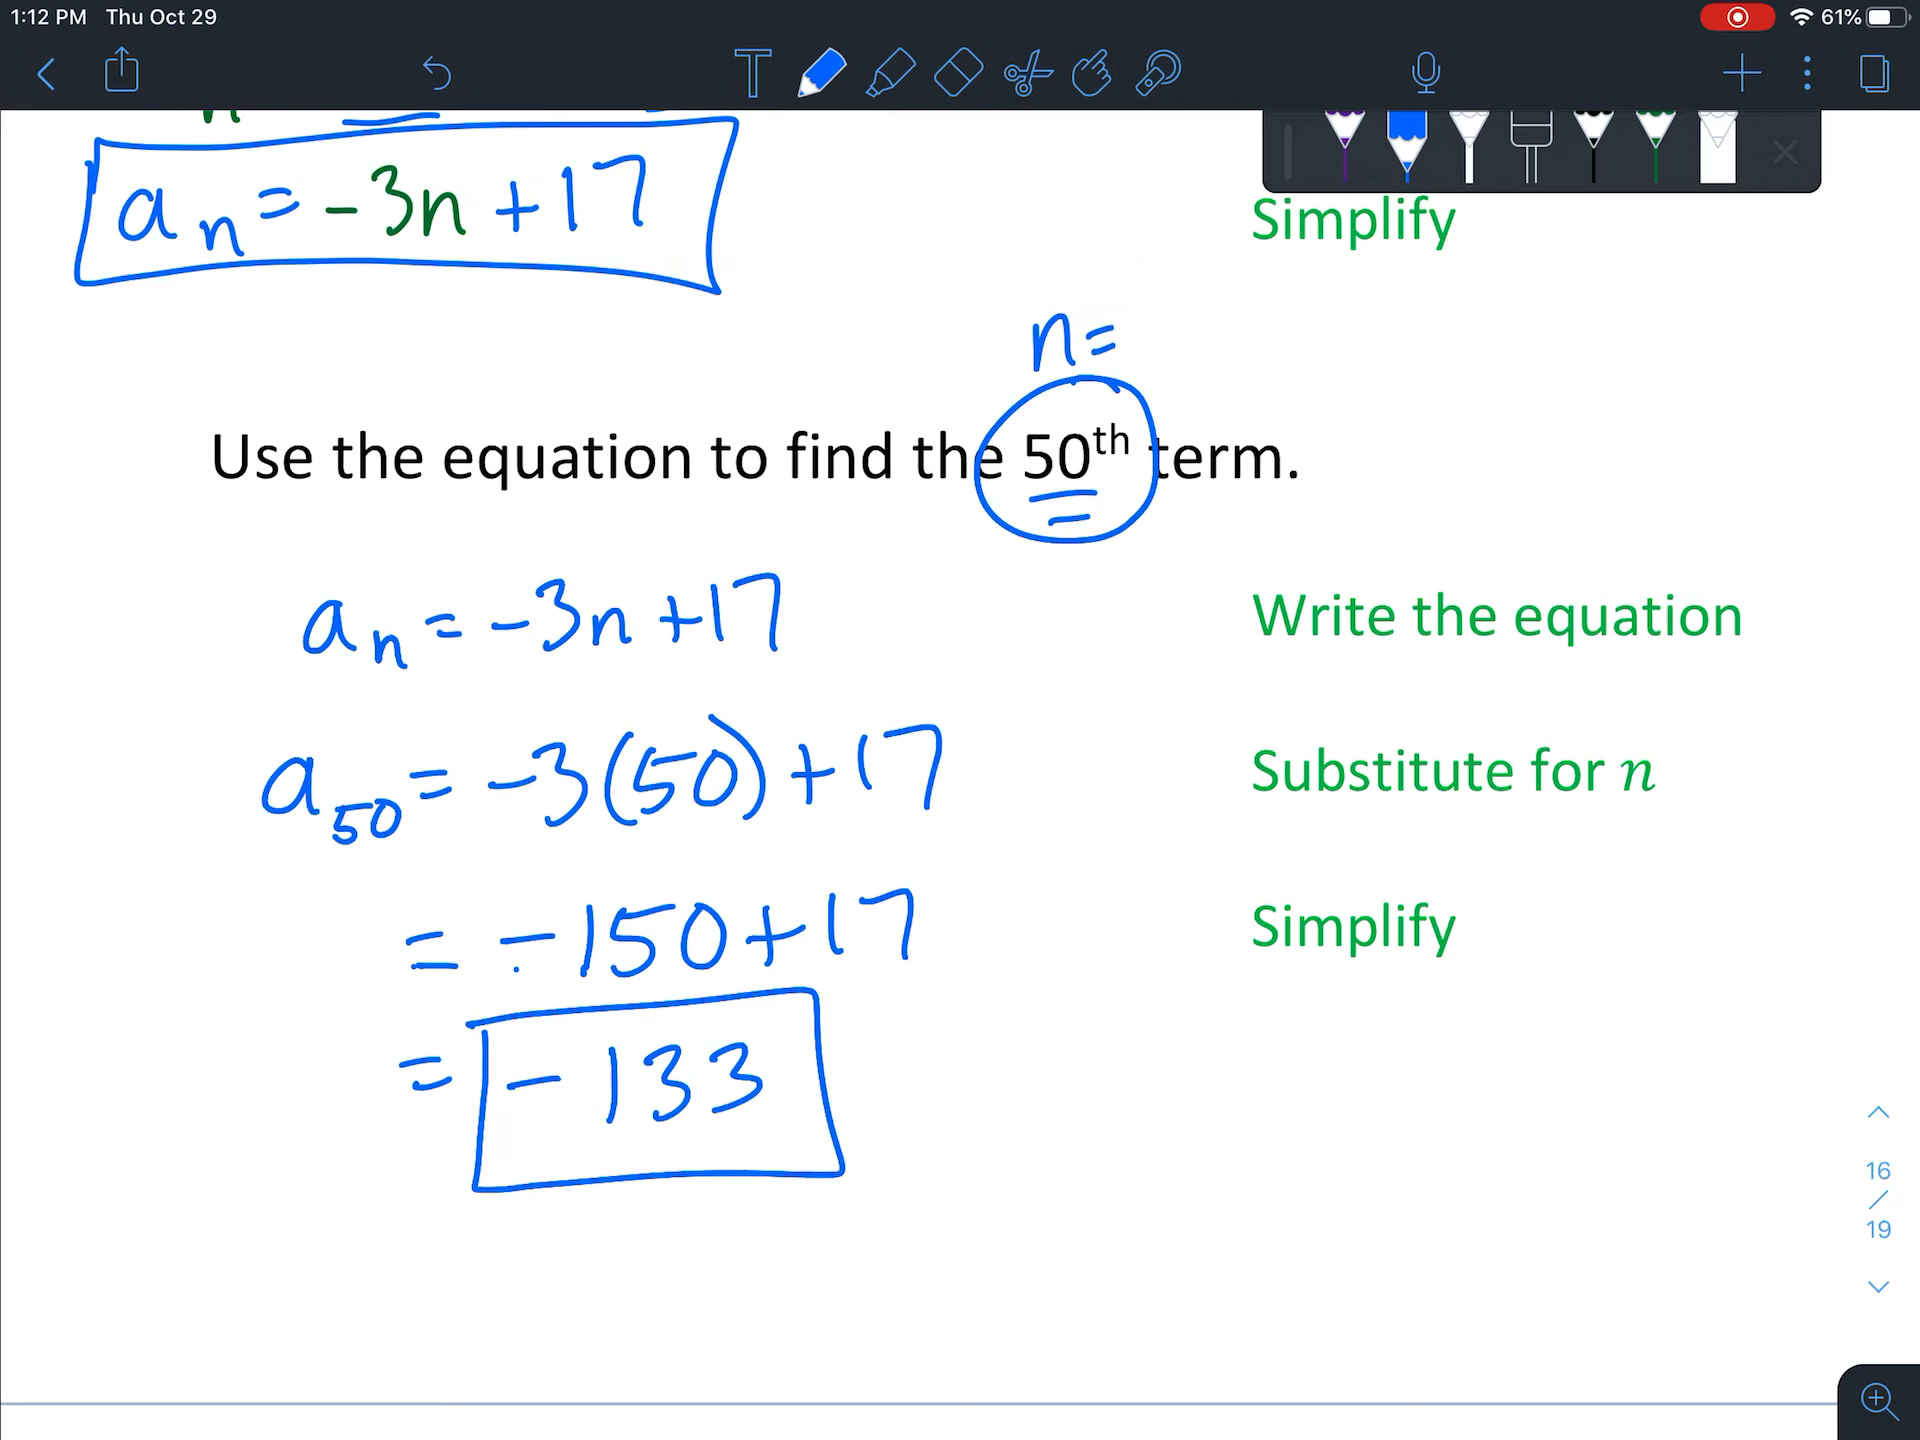 1:12 PM Thu Oct 29
61%
T
aₙ = -3n + 17
Simplify
n =
Use the equation to find the 50th term.
aₙ = -3n + 17
Write the equation
a₅₀ = -3(50) + 17
Substitute for n
= -150 + 17
Simplify
= -133
16
/
19